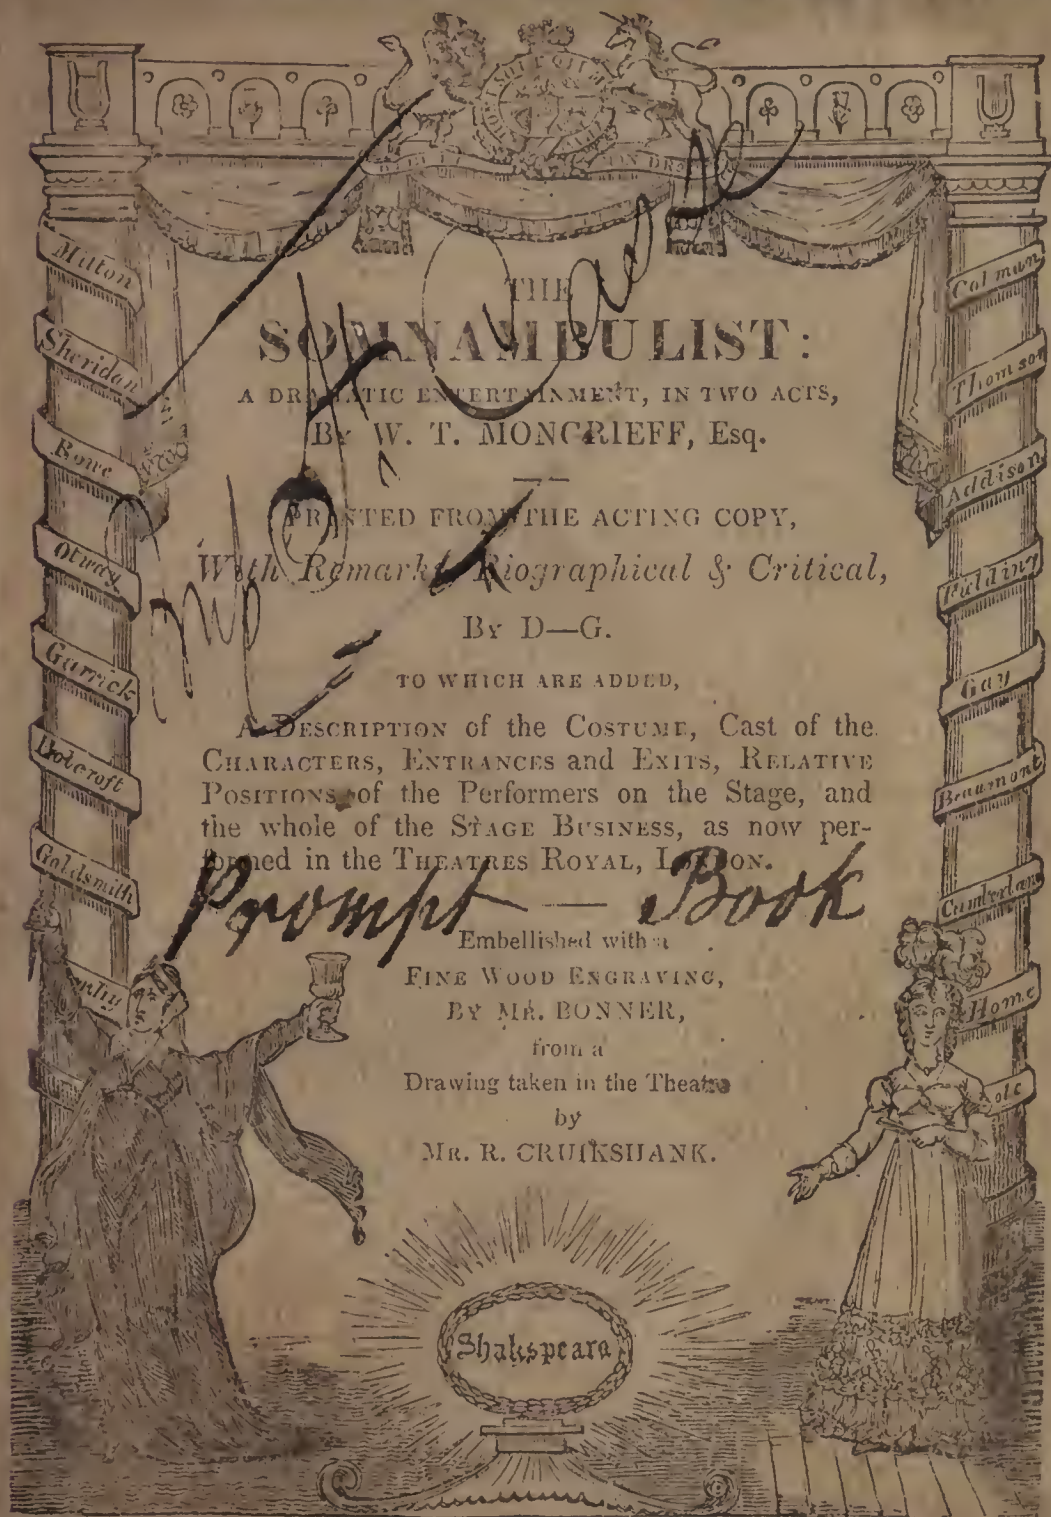 THE
SOMNAMBULIST:
A DRAMATIC ENTERTAINMENT, IN TWO ACTS,
BY W. T. MONCRIEFF, Esq.
PRINTED FROM THE ACTING COPY,
With Remarks, Biographical & Critical,
BY D—G.
TO WHICH ARE ADDED,
A DESCRIPTION of the COSTUME, Cast of the
CHARACTERS, ENTRANCES and EXITS, RELATIVE
POSITIONS of the Performers on the Stage, and
the whole of the STAGE BUSINESS, as now per-
formed in the THEATRES ROYAL, LONDON.
Prompt — Book
Embellished with a
FINE WOOD ENGRAVING,
BY MR. BONNER,
from a
Drawing taken in the Theatre
by
MR. R. CRUIKSHANK.
Milton
Sheridan
Rowe
Otway
Garrick
Holcroft
Goldsmith
Colman
Thomson
Addison
Fielding
Gay
Beaumont
Cumberland
Home
Shakspeare